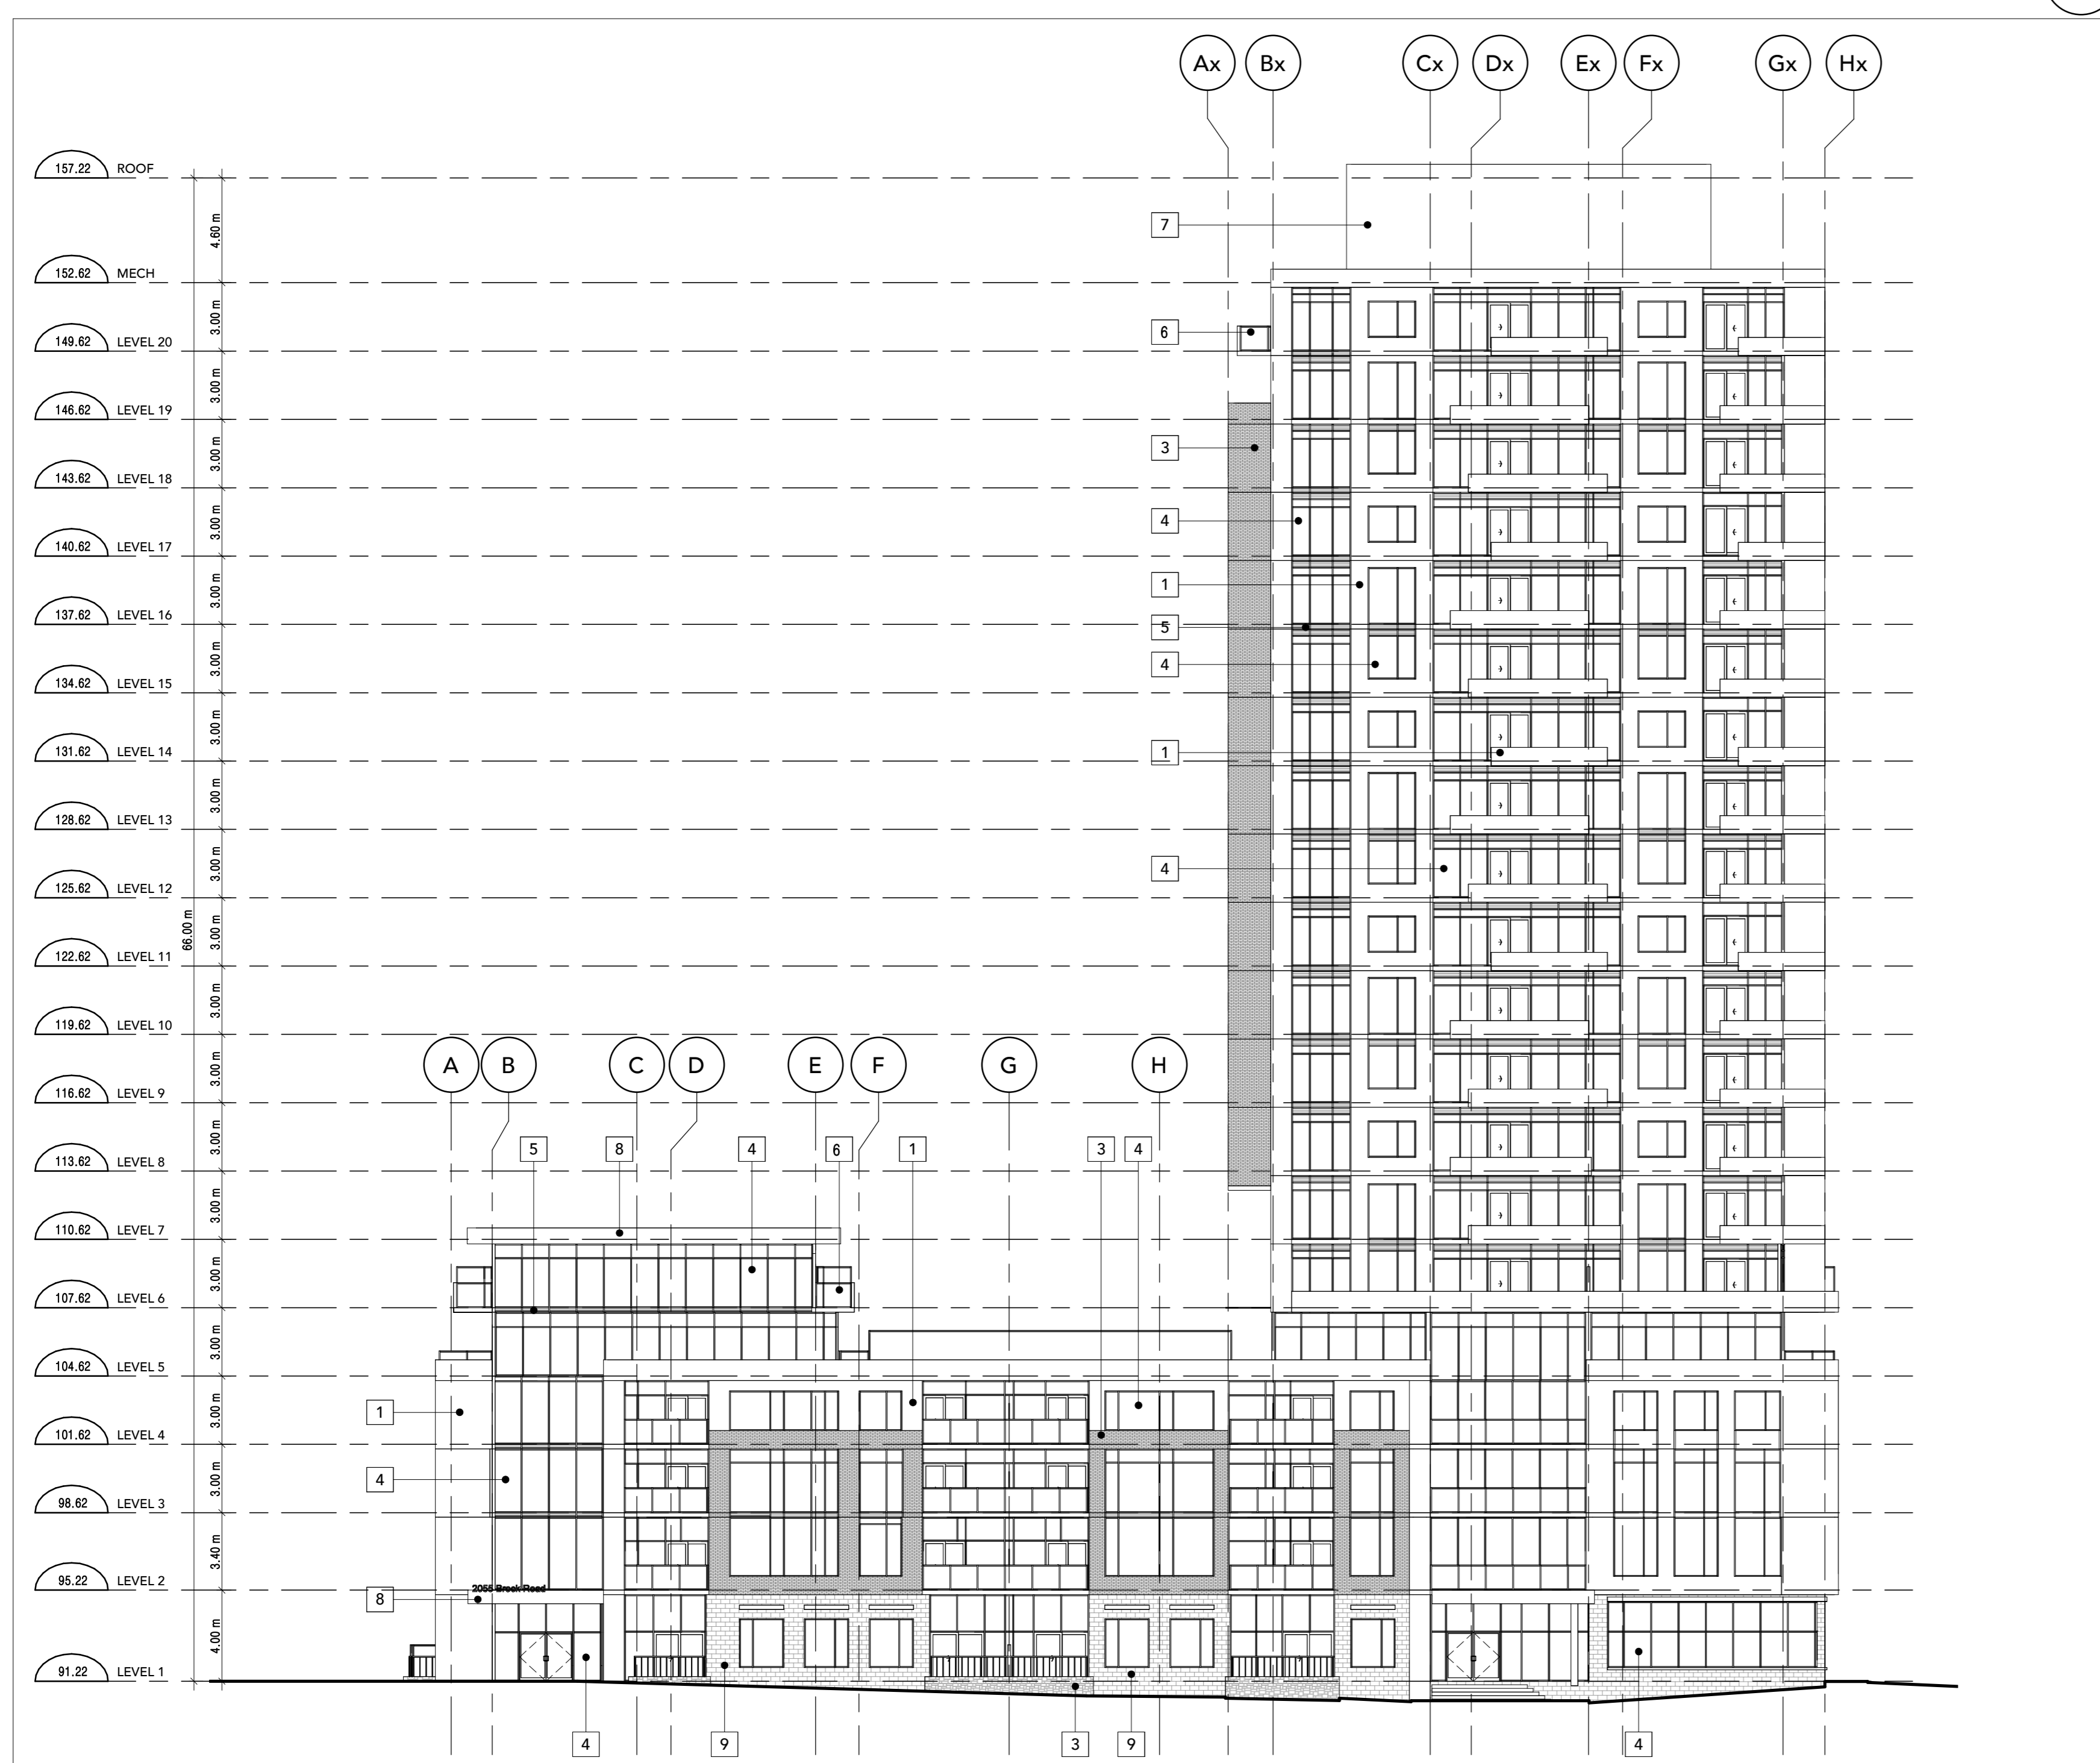 Ax Bx Cx Dx Ex Fx Gx Hx
157.22 ROOF
4.60 m
7
152.62 MECH
3.00 m
6
149.62 LEVEL 20
3.00 m
146.62 LEVEL 19
3.00 m
3
143.62 LEVEL 18
3.00 m
4
140.62 LEVEL 17
3.00 m
1
137.62 LEVEL 16
5
3.00 m
4
134.62 LEVEL 15
3.00 m
1
131.62 LEVEL 14
3.00 m
128.62 LEVEL 13
3.00 m
4
125.62 LEVEL 12
66.00 m
3.00 m
122.62 LEVEL 11
3.00 m
119.62 LEVEL 10
A B C D E F G H
3.00 m
116.62 LEVEL 9
3.00 m
5 8 4 6 1 3 4
113.62 LEVEL 8
3.00 m
110.62 LEVEL 7
3.00 m
107.62 LEVEL 6
3.00 m
104.62 LEVEL 5
3.00 m
1
101.62 LEVEL 4
3.00 m
4
98.62 LEVEL 3
3.40 m
95.22 LEVEL 2
2055 Brock Road
8
4.00 m
91.22 LEVEL 1
4 9 3 9 4